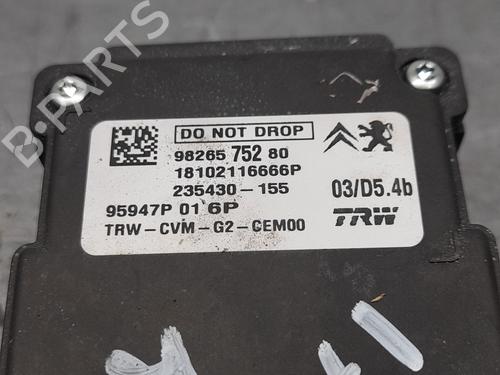 DO NOT DROP
98265 752 80
18102116666P
235430-155
03/D5.4b
95947P 01 6P
TRW
TRW-CVM-G2-CEM00
B-PARTS